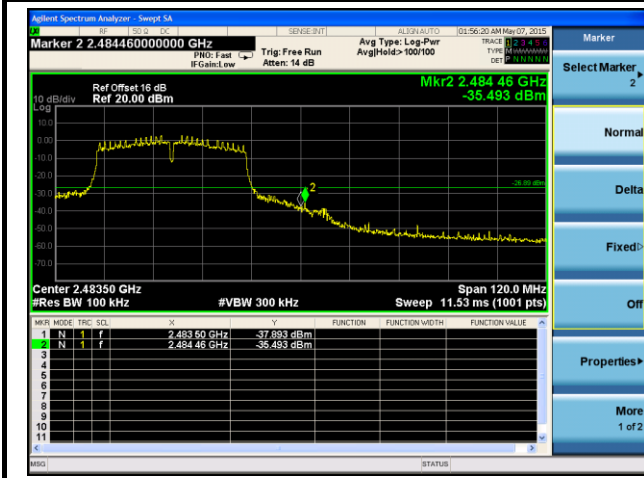 Agilent Spectrum Analyzer - Swept SA
RF 50 Ω DC SENSE:INT ALIGN AUTO 01:56:20 AM May 07, 2015
Marker 2 2.484460000000 GHz
PNO: Fast
IFGain:Low
Trig: Free Run
Atten: 14 dB
Avg Type: Log-Pwr
Avg|Hold:>100/100
TRACE 1 2 3 4 5 6
TYPE M
DET P N N N N N
Ref Offset 16 dB
10 dB/div Ref 20.00 dBm
Log
Mkr2 2.484 46 GHz
-35.493 dBm
10.0
0.00
-10.0
-20.0
-30.0
-40.0
-50.0
-60.0
-70.0
2
-26.89 dBm
Center 2.48350 GHz Span 120.0 MHz
#Res BW 100 kHz #VBW 300 kHz Sweep 11.53 ms (1001 pts)
MKR MODE TRC SCL X Y FUNCTION FUNCTION WIDTH FUNCTION VALUE
1 N 1 f 2.483 50 GHz -37.893 dBm
2 N 1 f 2.484 46 GHz -35.493 dBm
3
4
5
6
7
8
9
10
11
MSG STATUS
Marker
Select Marker
2
Normal
Delta
Fixed
Off
Properties
More
1 of 2